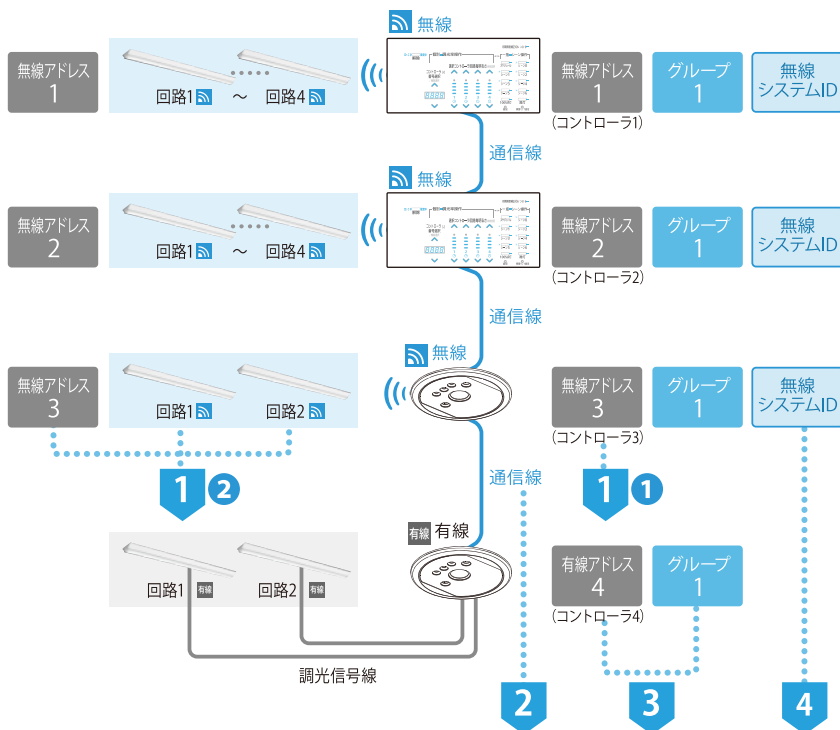 無線
無線アドレス
1
回路1
～
回路4
無線アドレス
1
(コントローラ1)
グループ
1
無線
システムID
通信線
無線
無線アドレス
2
回路1
～
回路4
無線アドレス
2
(コントローラ2)
グループ
1
無線
システムID
通信線
無線
無線アドレス
3
回路1
回路2
無線アドレス
3
(コントローラ3)
グループ
1
無線
システムID
1 2
通信線
1 1
有線 有線
回路1 有線
回路2 有線
有線アドレス
4
(コントローラ4)
グループ
1
調光信号線
2
3
4